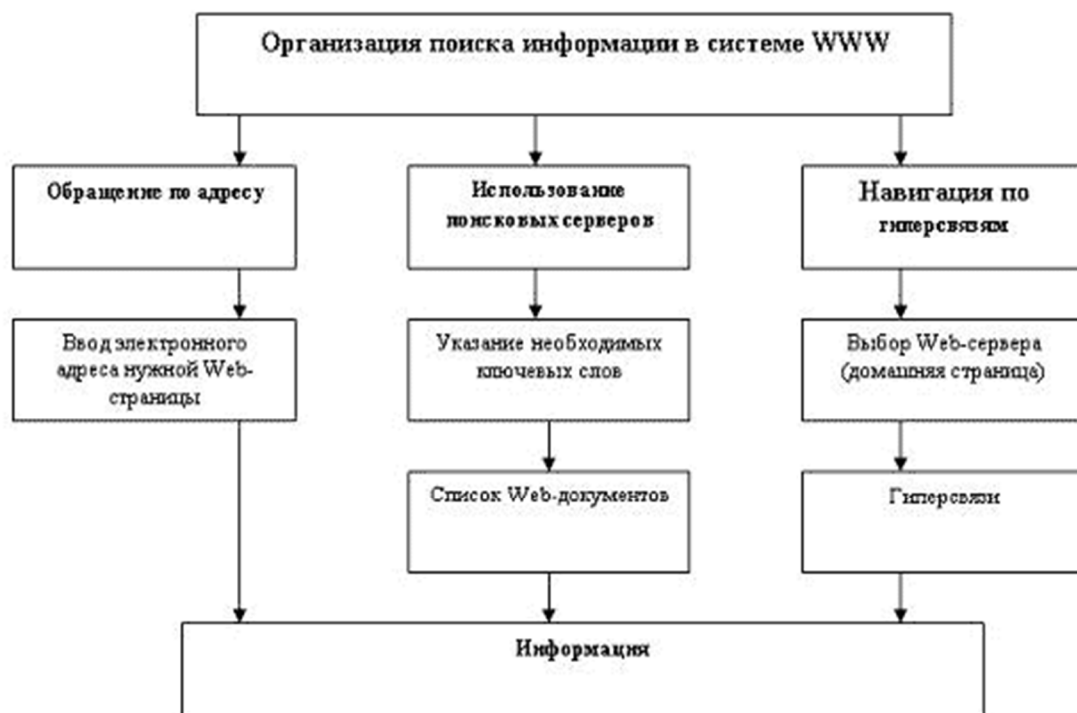 Организация поиска информации в системе WWW
Обращение по адресу
Использование
поисковых серверов
Навигация по
гиперсвязям
Ввод электронного
адреса нужной Web-
страницы
Указание необходимых
ключевых слов
Выбор Web-сервера
(домашняя страница)
Список Web-документов
Гиперсвязи
Информация